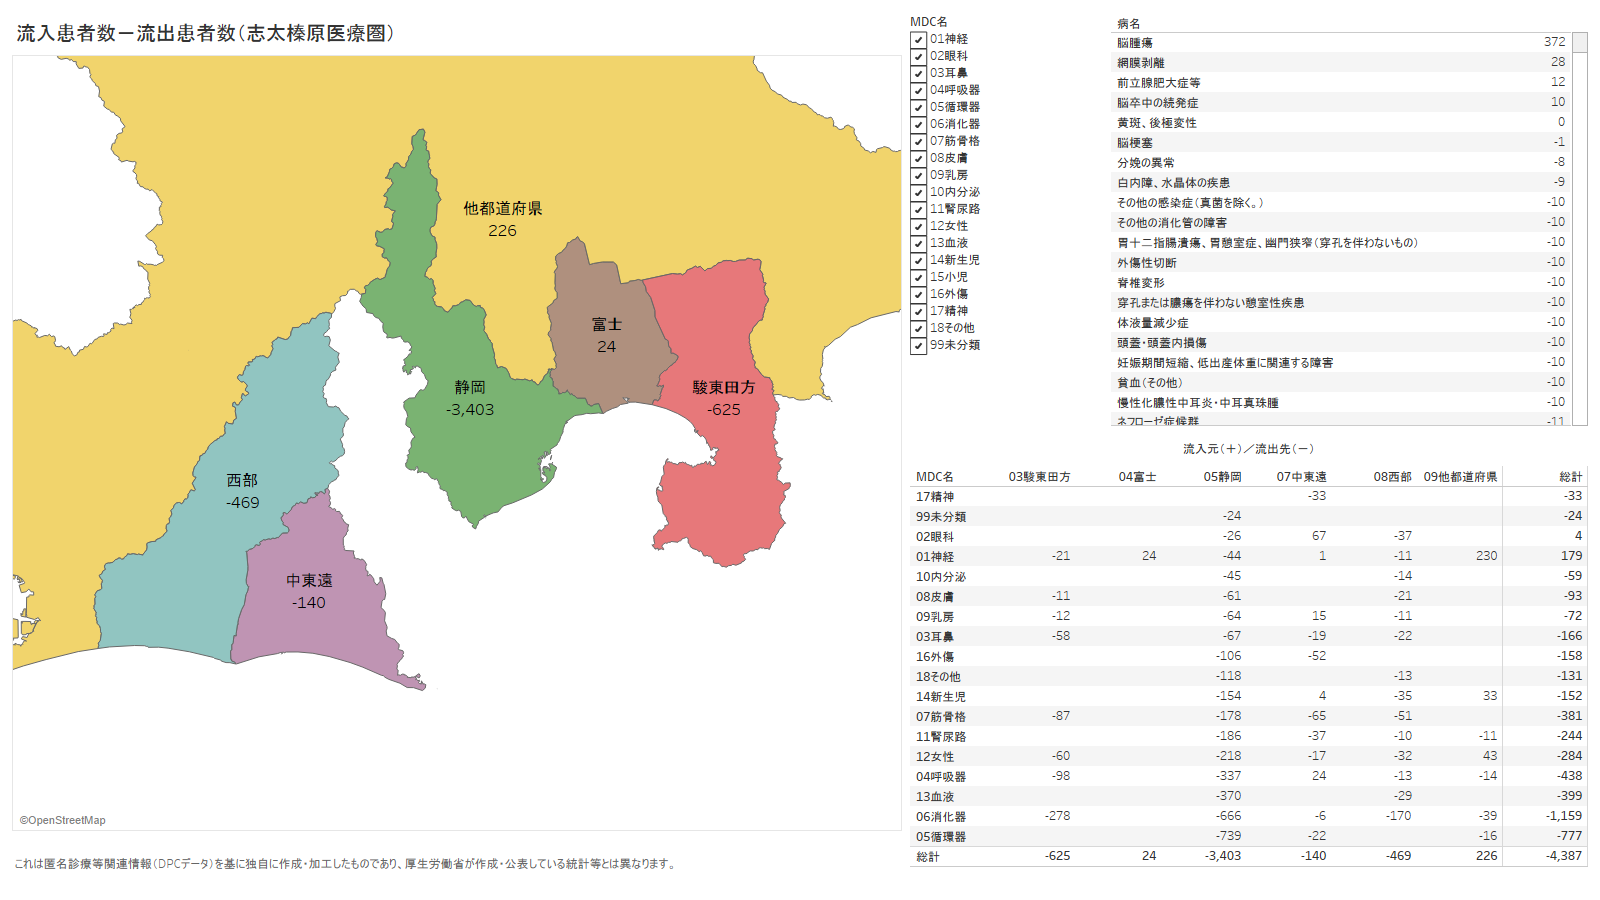 流入患者数－流出患者数（志太榛原医療圏）
他都道府県
226
富士
24
静岡
-3,403
駿東田方
-625
西部
-469
中東遠
-140
©OpenStreetMap
これは匿名診療等関連情報（DPCデータ）を基に独自に作成・加工したものであり、厚生労働省が作成・公表している統計等とは異なります。
MDC名
01神経
02眼科
03耳鼻
04呼吸器
05循環器
06消化器
07筋骨格
08皮膚
09乳房
10内分泌
11腎尿路
12女性
13血液
14新生児
15小児
16外傷
17精神
18その他
99未分類
病名
脳腫瘍 372
網膜剥離 28
前立腺肥大症等 12
脳卒中の続発症 10
黄斑、後極変性 0
脳梗塞 -1
分娩の異常 -8
白内障、水晶体の疾患 -9
その他の感染症（真菌を除く。） -10
その他の消化管の障害 -10
胃十二指腸潰瘍、胃憩室症、幽門狭窄（穿孔を伴わないもの） -10
外傷性切断 -10
脊椎変形 -10
穿孔または膿瘍を伴わない憩室性疾患 -10
体液量減少症 -10
頭蓋・頭蓋内損傷 -10
妊娠期間短縮、低出産体重に関連する障害 -10
貧血（その他） -10
慢性化膿性中耳炎・中耳真珠腫 -10
ネフローゼ症候群 -11
流入元（＋）／流出先（－）
MDC名 03駿東田方 04富士 05静岡 07中東遠 08西部 09他都道府県 総計
17精神 -33 -33
99未分類 -24 -24
02眼科 -26 67 -37 4
01神経 -21 24 -44 1 -11 230 179
10内分泌 -45 -14 -59
08皮膚 -11 -61 -21 -93
09乳房 -12 -64 15 -11 -72
03耳鼻 -58 -67 -19 -22 -166
16外傷 -106 -52 -158
18その他 -118 -13 -131
14新生児 -154 4 -35 33 -152
07筋骨格 -87 -178 -65 -51 -381
11腎尿路 -186 -37 -10 -11 -244
12女性 -60 -218 -17 -32 43 -284
04呼吸器 -98 -337 24 -13 -14 -438
13血液 -370 -29 -399
06消化器 -278 -666 -6 -170 -39 -1,159
05循環器 -739 -22 -16 -777
総計 -625 24 -3,403 -140 -469 226 -4,387